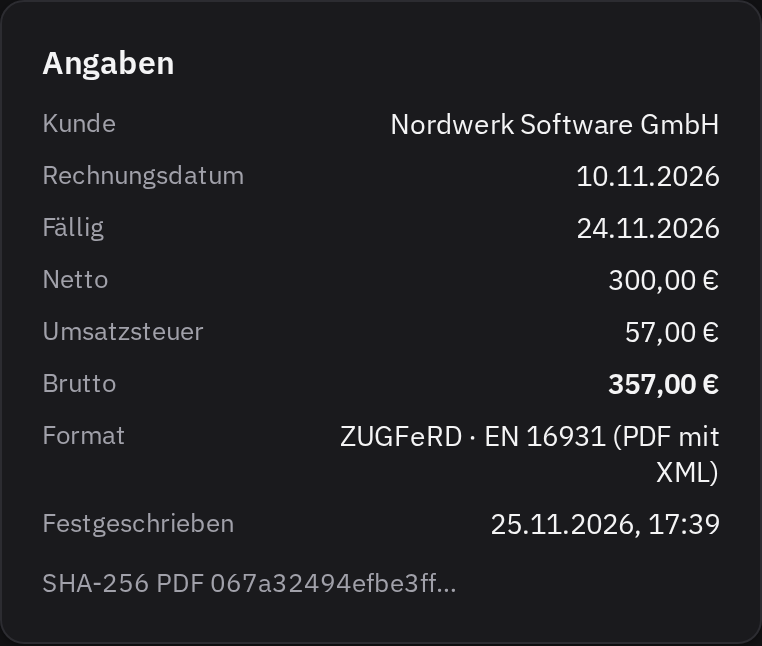 Angaben
Kunde Nordwerk Software GmbH
Rechnungsdatum 10.11.2026
Fällig 24.11.2026
Netto 300,00 €
Umsatzsteuer 57,00 €
Brutto 357,00 €
Format ZUGFeRD · EN 16931 (PDF mit
XML)
Festgeschrieben 25.11.2026, 17:39
SHA-256 PDF 067a32494efbe3ff…